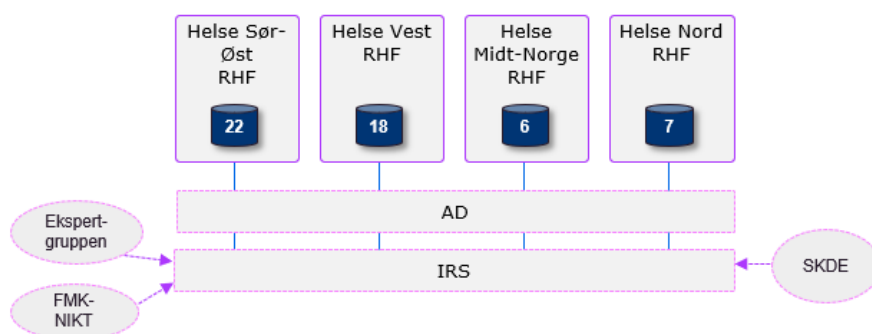 Helse Sør-
Øst
RHF
22
Helse Vest
RHF
18
Helse
Midt-Norge
RHF
6
Helse Nord
RHF
7
AD
Ekspert-
gruppen
IRS
SKDE
FMK-
NIKT